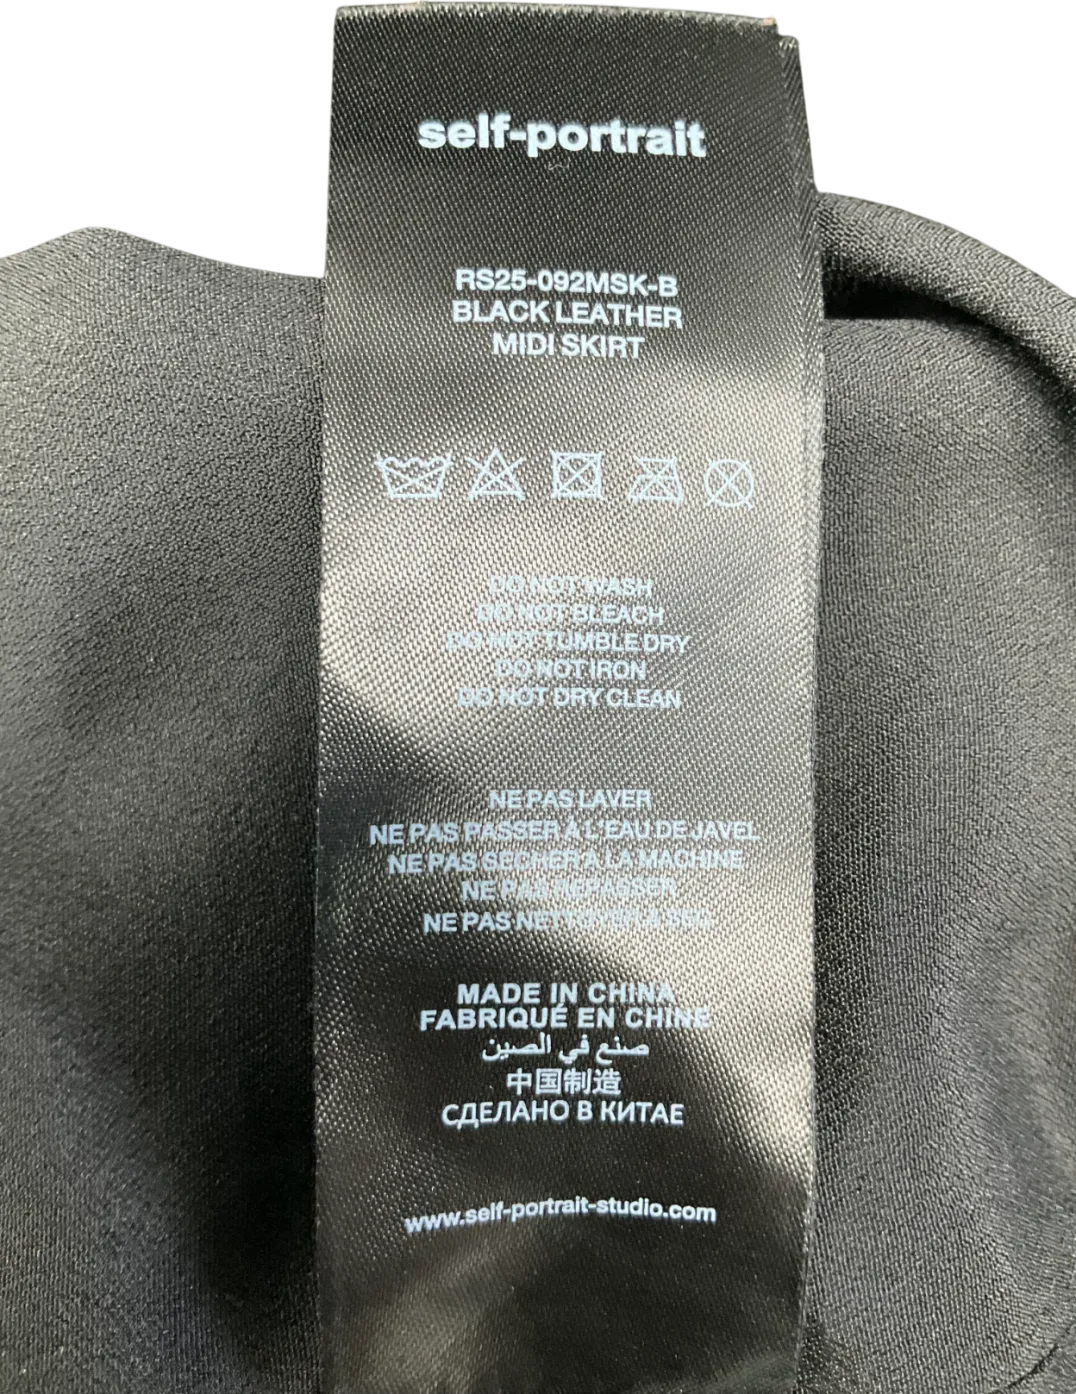 self-portrait
RS25-092MSK-B
BLACK LEATHER
MIDI SKIRT
DO NOT WASH
DO NOT BLEACH
DO NOT TUMBLE DRY
DO NOT IRON
DO NOT DRY CLEAN
NE PAS LAVER
NE PAS PASSER À L'EAU DE JAVEL
NE PAS SÉCHER À LA MACHINE
NE PAS REPASSER
NE PAS NETTOYER À SEC
MADE IN CHINA
FABRIQUÉ EN CHINE
صنع في الصين
中国制造
СДЕЛАНО В КИТАЕ
www.self-portrait-studio.com